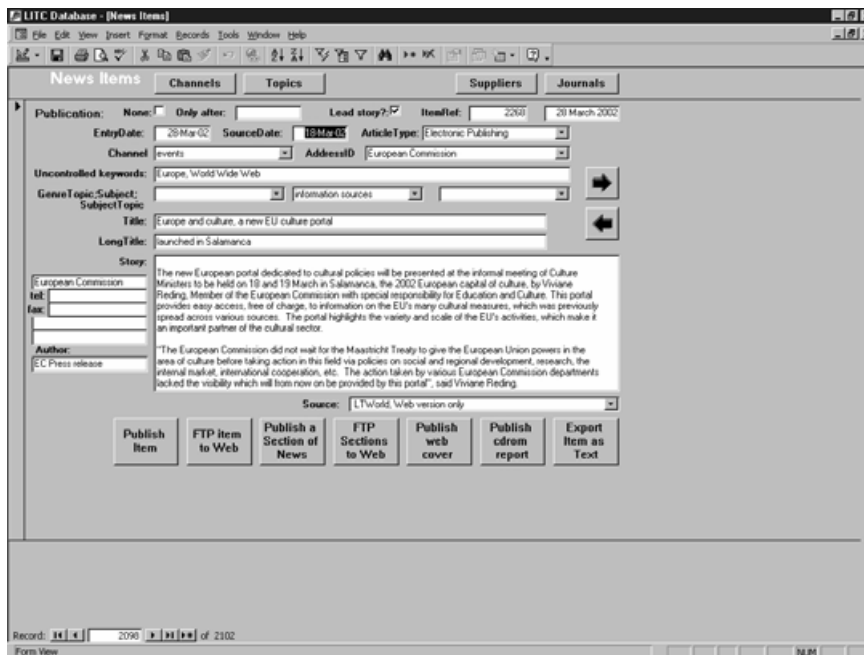 LITC Database - [News Items]
File Edit View Insert Format Records Tools Window Help
News Items Channels Topics Suppliers Journals
Publication: None: Only after: Lead story?: ItemRef: 2260 28 March 2002
EntryDate: 28-Mar-02 SourceDate: 18-Mar-02 ArticleType: Electronic Publishing
Channel events AddressID European Commission
Uncontrolled keywords: Europe, World Wide Web
GenreTopic;Subject; information sources
SubjectTopic
Title: Europe and culture, a new EU culture portal
LongTitle: launched in Salamanca
Story:
The new European portal dedicated to cultural policies will be presented at the informal meeting of Culture
Ministers to be held on 18 and 19 March in Salamanca, the 2002 European capital of culture, by Viviane
Reding, Member of the European Commission with special responsibility for Education and Culture. This portal
provides easy access, free of charge, to information on the EU's many cultural measures, which was previously
spread across various sources. The portal highlights the variety and scale of the EU's activities, which make it
an important partner of the cultural sector.
"The European Commission did not wait for the Maastricht Treaty to give the European Union powers in the
area of culture before taking action in this field via policies on social and regional development, research, the
internal market, international cooperation, etc. The action taken by various European Commission departments
lacked the visibility which will from now on be provided by this portal", said Viviane Reding.
European Commission
tel:
fax:
Author:
EC Press release
Source: LTWorld, Web version only
Publish Item
FTP item to Web
Publish a Section of News
FTP Sections to Web
Publish web cover
Publish cdrom report
Export Item as Text
Record: 2098 of 2102
Form View NUM